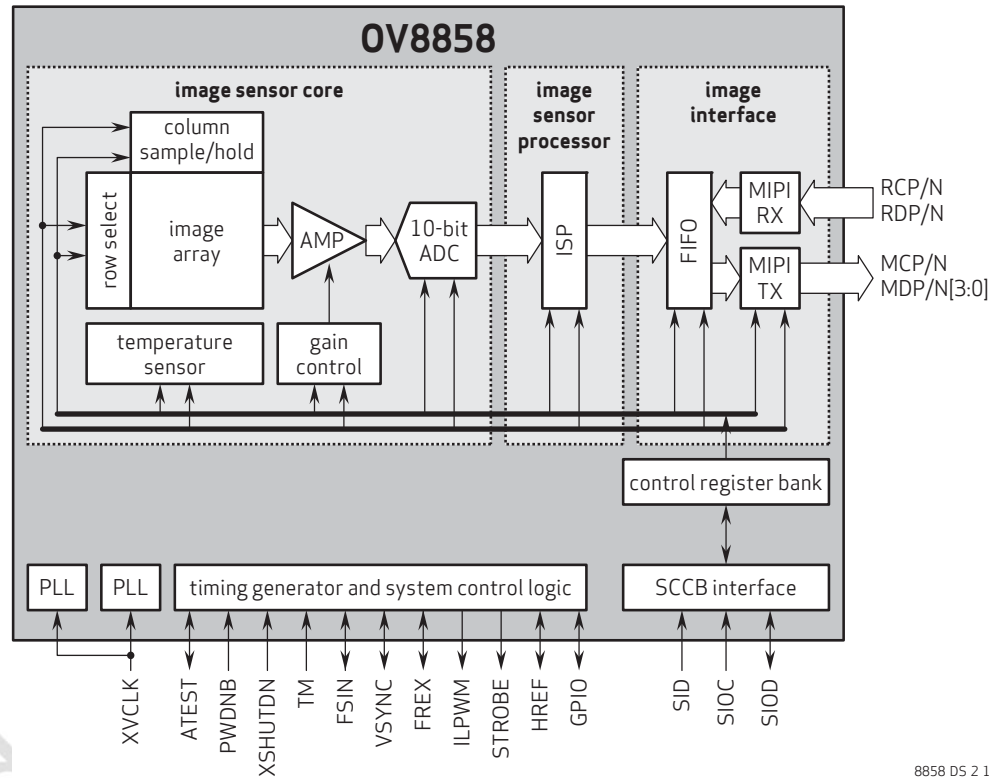 OV8858
image sensor core
image
sensor
processor
image
interface
column
sample/hold
row select
image
array
AMP
10-bit
ADC
ISP
FIFO
MIPI
RX
MIPI
TX
RCP/N
RDP/N
MCP/N
MDP/N[3:0]
temperature
sensor
gain
control
control register bank
PLL
PLL
timing generator and system control logic
SCCB interface
XVCLK
ATEST
PWDNB
XSHUTDN
TM
FSIN
VSYNC
FREX
ILPWM
STROBE
HREF
GPIO
SID
SIOC
SIOD
8858 DS 2 1